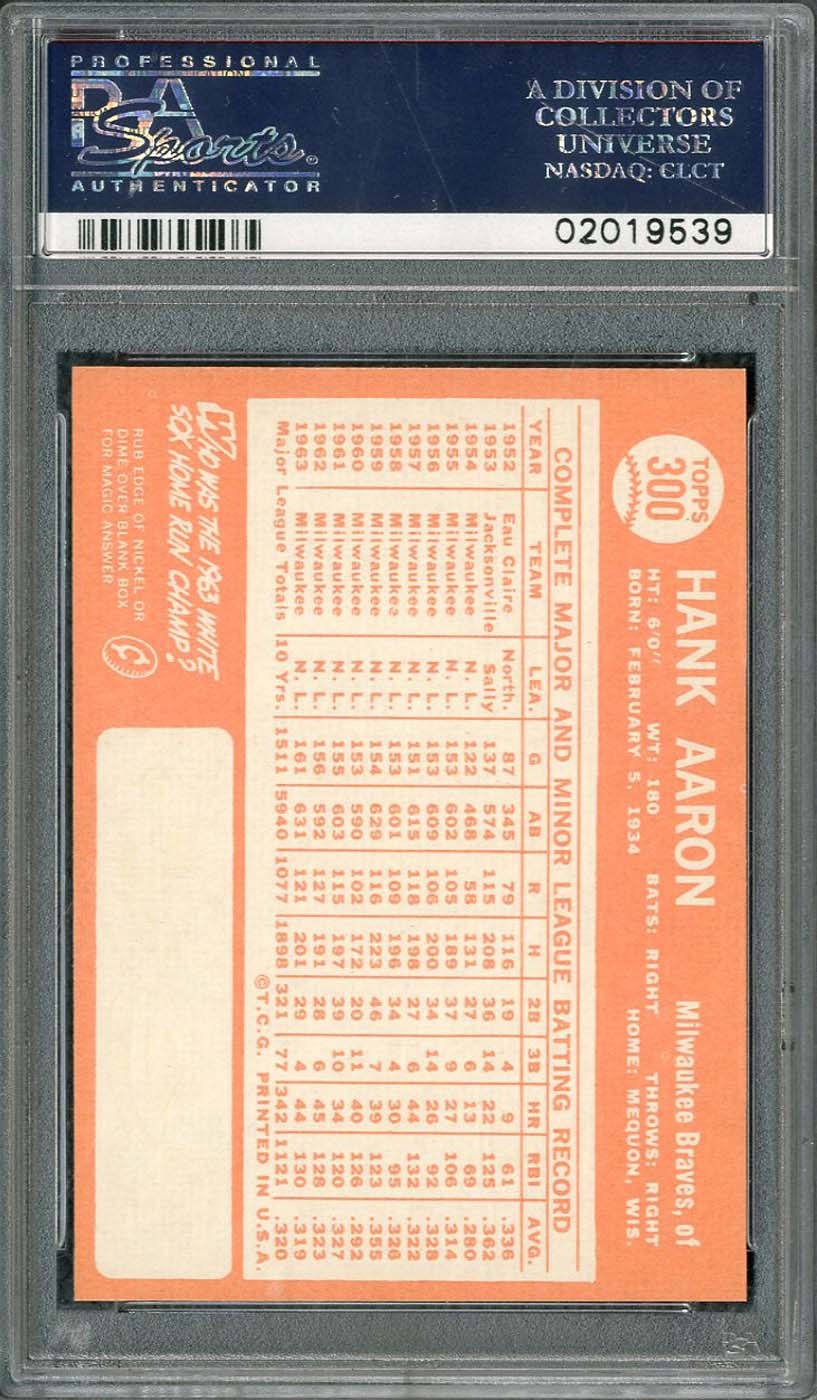 PROFESSIONAL
PSA
Sports®
AUTHENTICATOR
A DIVISION OF
COLLECTORS
UNIVERSE
NASDAQ: CLCT
02019539
TOPPS
300
HANK AARON Milwaukee Braves, of
HT: 6'0" WT: 180 BATS: RIGHT THROWS: RIGHT
BORN: FEBRUARY 5, 1934 HOME: MEQUON, WIS.
COMPLETE MAJOR AND MINOR LEAGUE BATTING RECORD
YEAR TEAM LEA. G AB R H 2B 3B HR RBI AVG.
1952 Eau Claire North. 87 345 79 116 19 4 9 61 .336
1953 Jacksonville Sally 137 574 115 208 36 14 22 125 .362
1954 Milwaukee N. L. 122 468 58 131 27 6 13 69 .280
1955 Milwaukee N. L. 153 602 105 189 37 9 27 106 .314
1956 Milwaukee N. L. 153 609 106 200 34 14 26 92 .328
1957 Milwaukee N. L. 151 615 118 198 27 6 44 132 .322
1958 Milwaukee N. L. 153 601 109 196 34 4 30 95 .326
1959 Milwaukee N. L. 154 629 116 223 46 7 39 123 .355
1960 Milwaukee N. L. 153 590 102 172 20 11 40 126 .292
1961 Milwaukee N. L. 155 603 115 197 39 10 34 120 .327
1962 Milwaukee N. L. 156 592 127 191 28 6 45 128 .323
1963 Milwaukee N. L. 161 631 121 201 29 4 44 130 .319
Major League Totals 10 Yrs. 1511 5940 1077 1898 321 77 342 1121 .320
©T.C.G. PRINTED IN U.S.A.
WHO WAS THE 1963 WHITE
SOX HOME RUN CHAMP?
RUB EDGE OF NICKEL OR
DIME OVER BLANK BOX
FOR MAGIC ANSWER